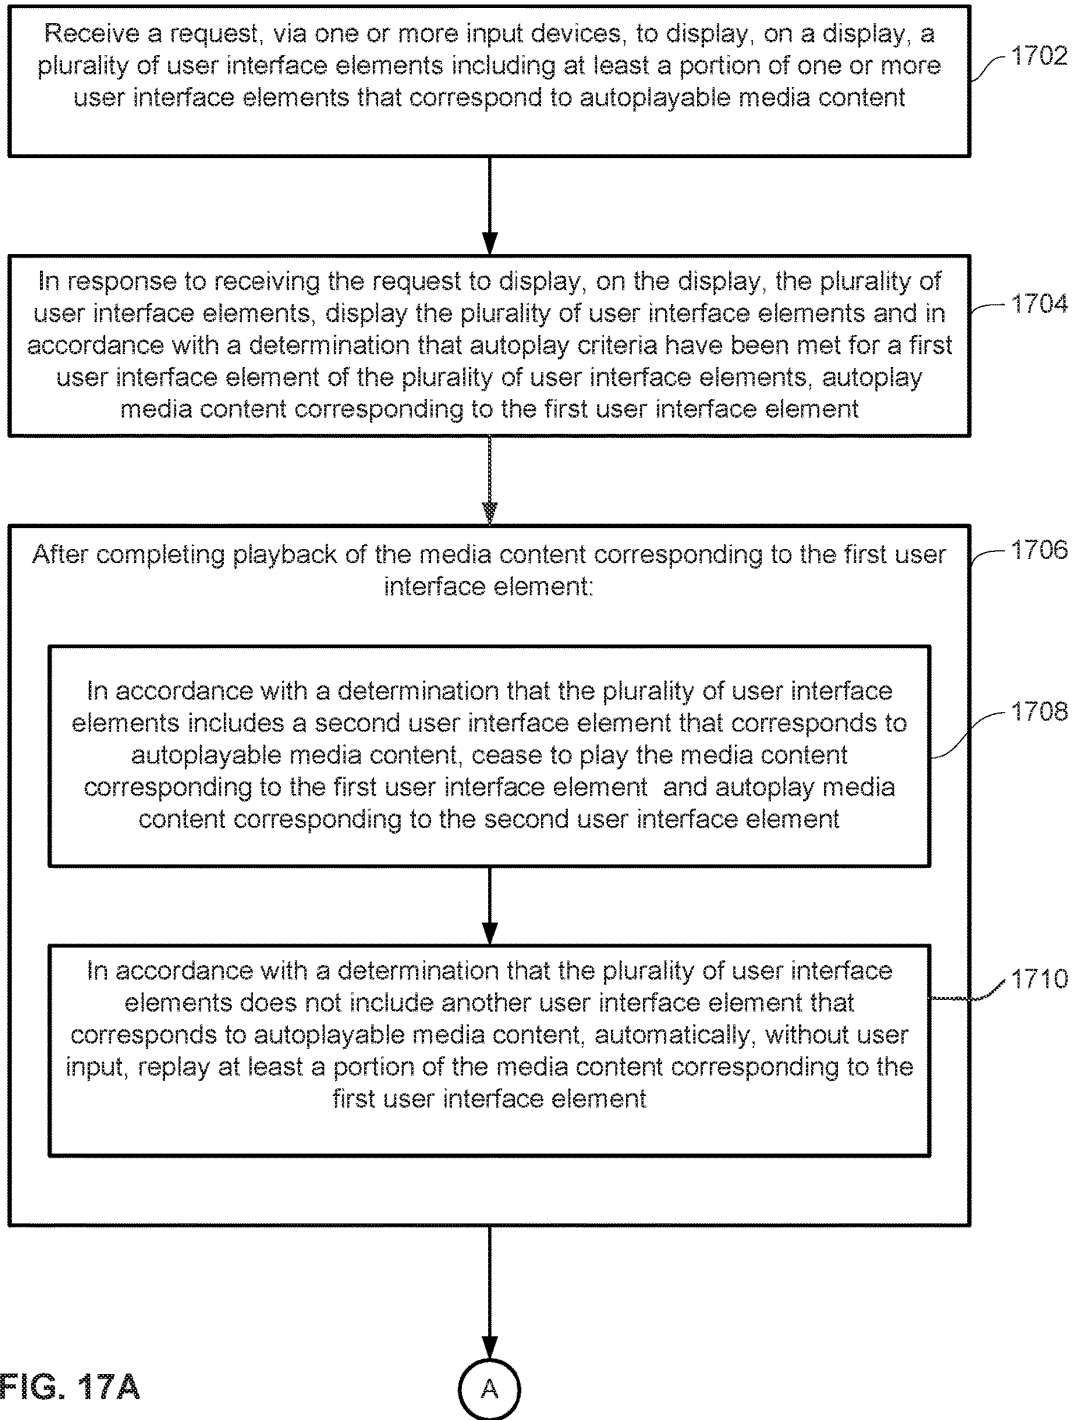 Receive a request, via one or more input devices, to display, on a display, a
plurality of user interface elements including at least a portion of one or more
user interface elements that correspond to autoplayable media content
1702
In response to receiving the request to display, on the display, the plurality of
user interface elements, display the plurality of user interface elements and in
accordance with a determination that autoplay criteria have been met for a first
user interface element of the plurality of user interface elements, autoplay
media content corresponding to the first user interface element
1704
After completing playback of the media content corresponding to the first user
interface element:
1706
In accordance with a determination that the plurality of user interface
elements includes a second user interface element that corresponds to
autoplayable media content, cease to play the media content
corresponding to the first user interface element and autoplay media
content corresponding to the second user interface element
1708
In accordance with a determination that the plurality of user interface
elements does not include another user interface element that
corresponds to autoplayable media content, automatically, without user
input, replay at least a portion of the media content corresponding to the
first user interface element
1710
FIG. 17A
A